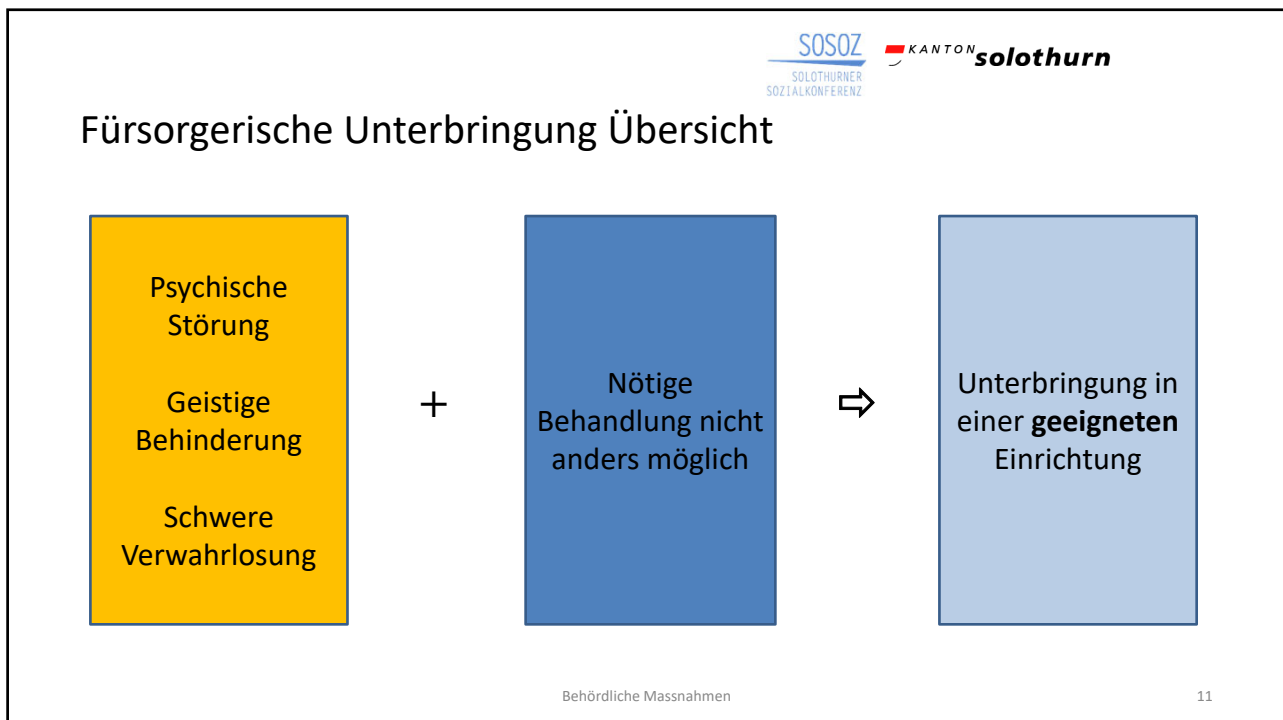 SOSOZ
SOLOTHURNER
SOZIALKONFERENZ
KANTON solothurn
Fürsorgerische Unterbringung Übersicht
Psychische
Störung
Geistige
Behinderung
Schwere
Verwahrlosung
+
Nötige
Behandlung nicht
anders möglich
⇨
Unterbringung in
einer geeigneten
Einrichtung
Behördliche Massnahmen
11